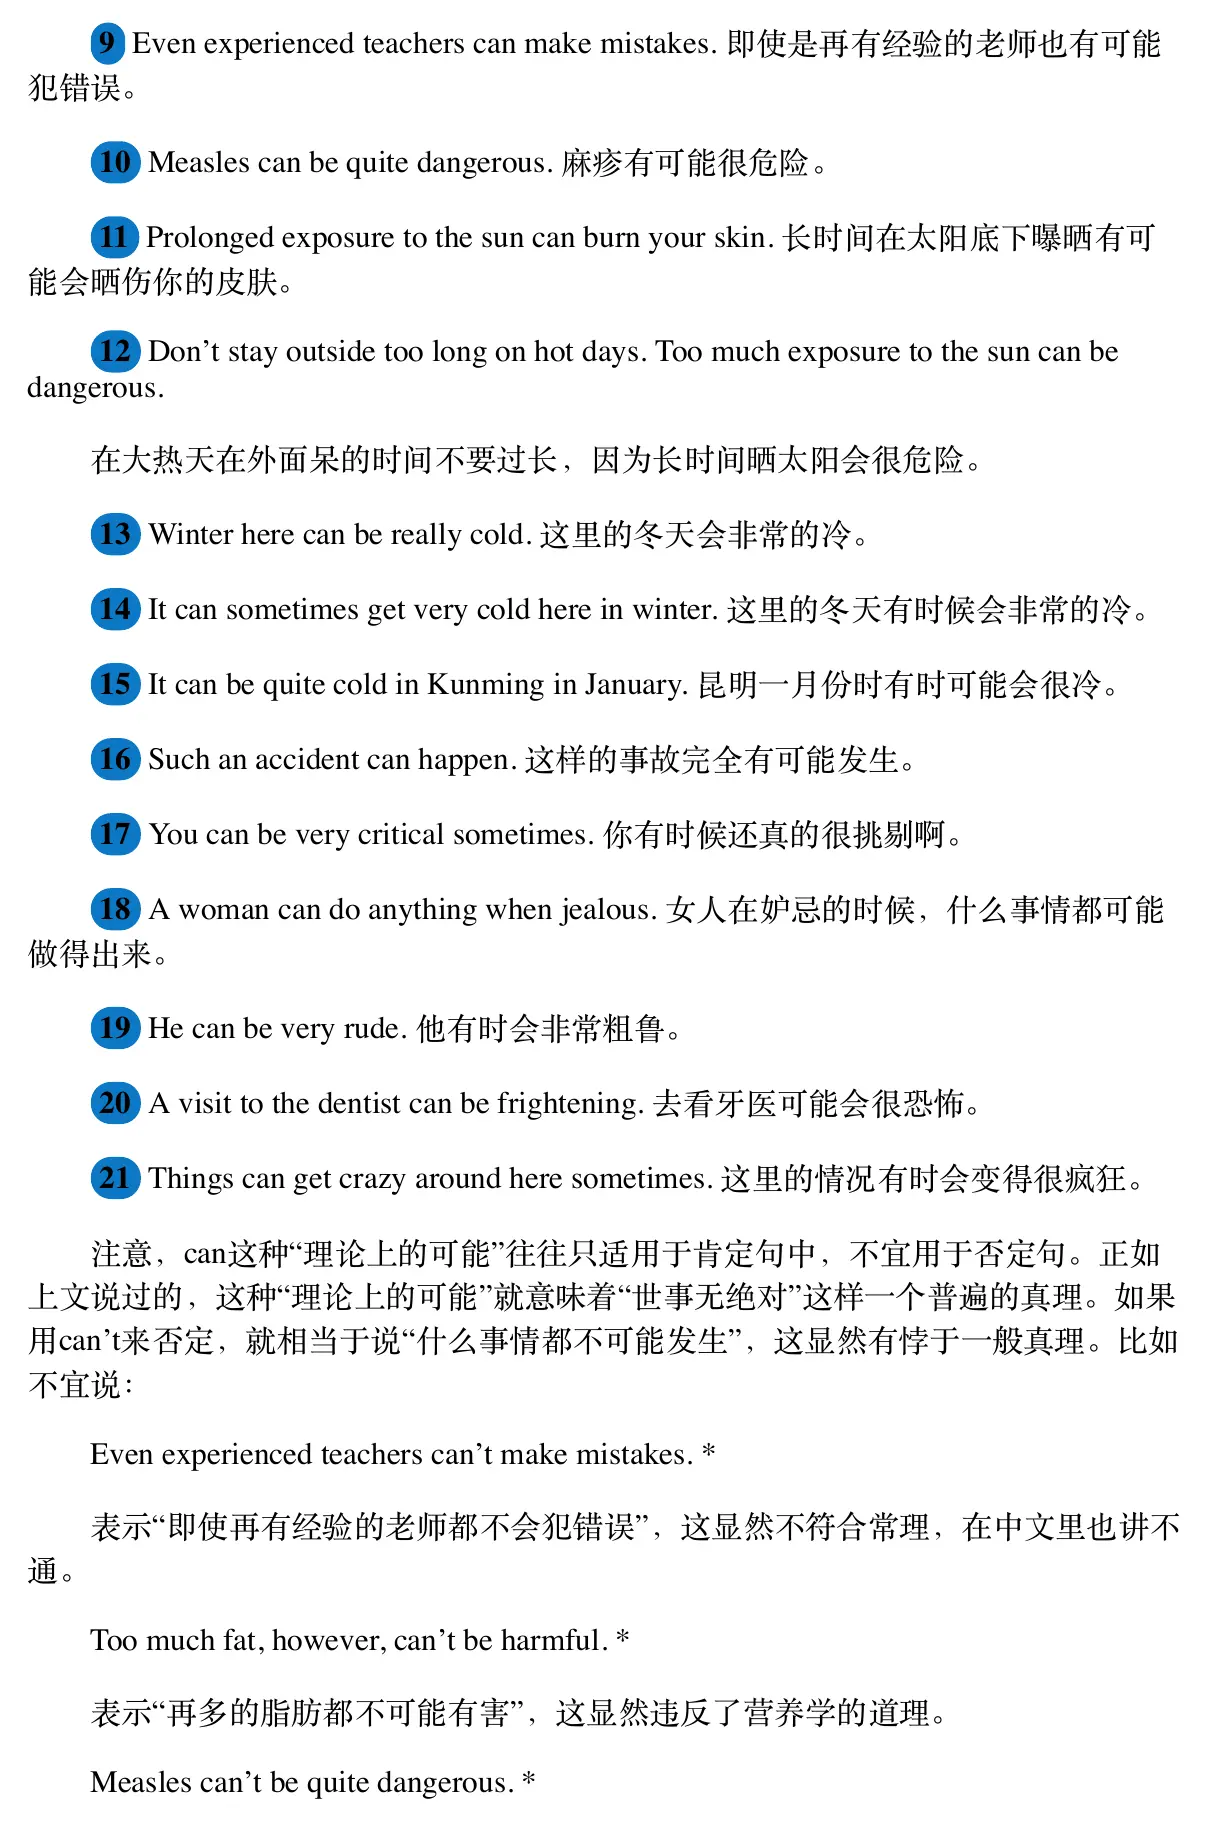 9 Even experienced teachers can make mistakes. 即使是再有经验的老师也有可能
犯错误。
10 Measles can be quite dangerous. 麻疹有可能很危险。
11 Prolonged exposure to the sun can burn your skin. 长时间在太阳底下曝晒有可
能会晒伤你的皮肤。
12 Don’t stay outside too long on hot days. Too much exposure to the sun can be
dangerous.
在大热天在外面呆的时间不要过长，因为长时间晒太阳会很危险。
13 Winter here can be really cold. 这里的冬天会非常的冷。
14 It can sometimes get very cold here in winter. 这里的冬天有时候会非常的冷。
15 It can be quite cold in Kunming in January. 昆明一月份时有时可能会很冷。
16 Such an accident can happen. 这样的事故完全有可能发生。
17 You can be very critical sometimes. 你有时候还真的很挑剔啊。
18 A woman can do anything when jealous. 女人在妒忌的时候，什么事情都可能
做得出来。
19 He can be very rude. 他有时会非常粗鲁。
20 A visit to the dentist can be frightening. 去看牙医可能会很恐怖。
21 Things can get crazy around here sometimes. 这里的情况有时会变得很疯狂。
注意，can这种“理论上的可能”往往只适用于肯定句中，不宜用于否定句。正如
上文说过的，这种“理论上的可能”就意味着“世事无绝对”这样一个普遍的真理。如果
用can’t来否定，就相当于说“什么事情都不可能发生”，这显然有悖于一般真理。比如
不宜说：
Even experienced teachers can’t make mistakes. *
表示“即使再有经验的老师都不会犯错误”，这显然不符合常理，在中文里也讲不
通。
Too much fat, however, can’t be harmful. *
表示“再多的脂肪都不可能有害”，这显然违反了营养学的道理。
Measles can’t be quite dangerous. *